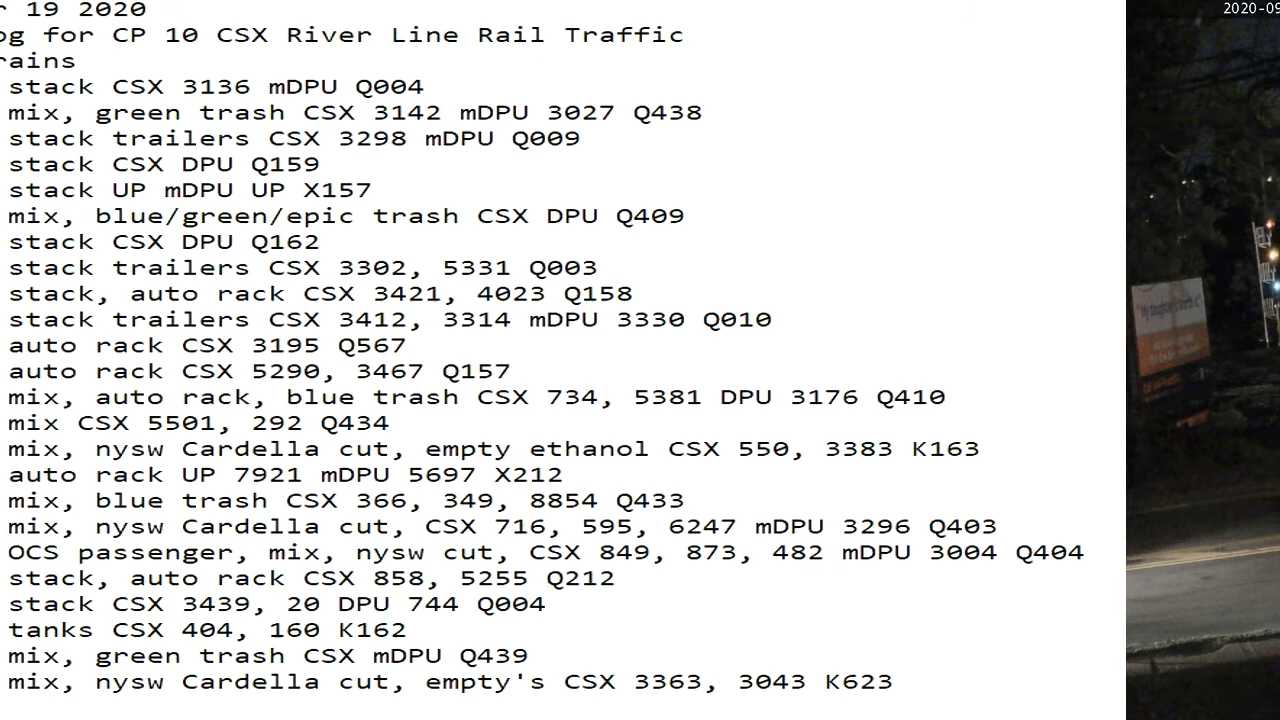 r 19 2020
og for CP 10 CSX River Line Rail Traffic
rains
stack CSX 3136 mDPU Q004
mix, green trash CSX 3142 mDPU 3027 Q438
stack trailers CSX 3298 mDPU Q009
stack CSX DPU Q159
stack UP mDPU UP X157
mix, blue/green/epic trash CSX DPU Q409
stack CSX DPU Q162
stack trailers CSX 3302, 5331 Q003
stack, auto rack CSX 3421, 4023 Q158
stack trailers CSX 3412, 3314 mDPU 3330 Q010
auto rack CSX 3195 Q567
auto rack CSX 5290, 3467 Q157
mix, auto rack, blue trash CSX 734, 5381 DPU 3176 Q410
mix CSX 5501, 292 Q434
mix, nysw Cardella cut, empty ethanol CSX 550, 3383 K163
auto rack UP 7921 mDPU 5697 X212
mix, blue trash CSX 366, 349, 8854 Q433
mix, nysw Cardella cut, CSX 716, 595, 6247 mDPU 3296 Q403
OCS passenger, mix, nysw cut, CSX 849, 873, 482 mDPU 3004 Q404
stack, auto rack CSX 858, 5255 Q212
stack CSX 3439, 20 DPU 744 Q004
tanks CSX 404, 160 K162
mix, green trash CSX mDPU Q439
mix, nysw Cardella cut, empty's CSX 3363, 3043 K623
2020-09